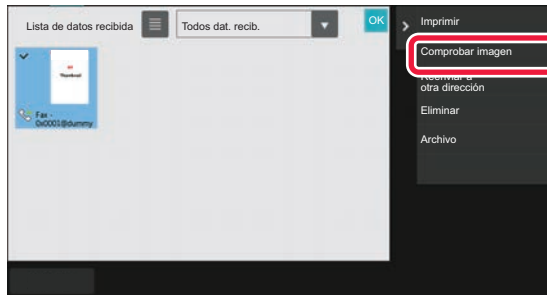 Lista de datos recibida
Todos dat. recib.
OK
Imprimir
Comprobar imagen
Reenviar a
otra dirección
Eliminar
Archivo
Thumbnail
Fax -
0x0001@dummy